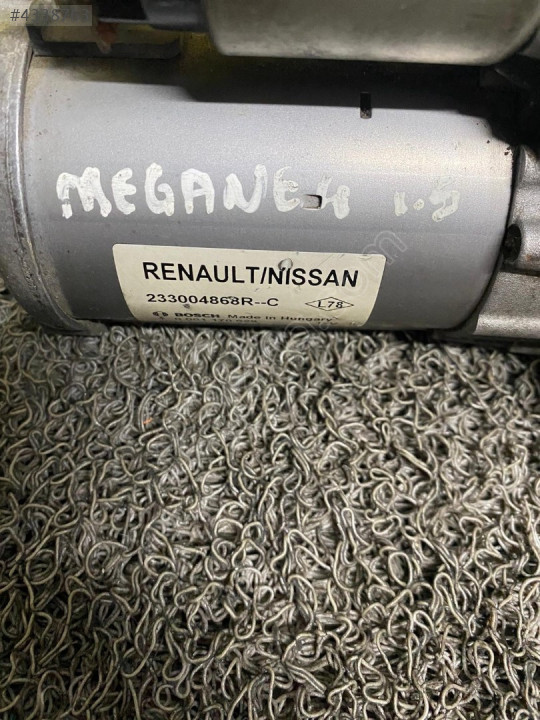 MEGANE-4 1.5
RENAULT/NISSAN
233004868R--C
L78
BOSCH Made in Hungary